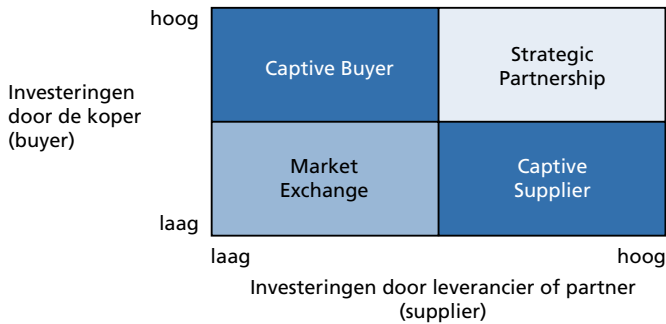 hoog
Captive Buyer
Strategic
Partnership
Investeringen
door de koper
(buyer)
Market
Exchange
Captive
Supplier
laag
laag
hoog
Investeringen door leverancier of partner
(supplier)